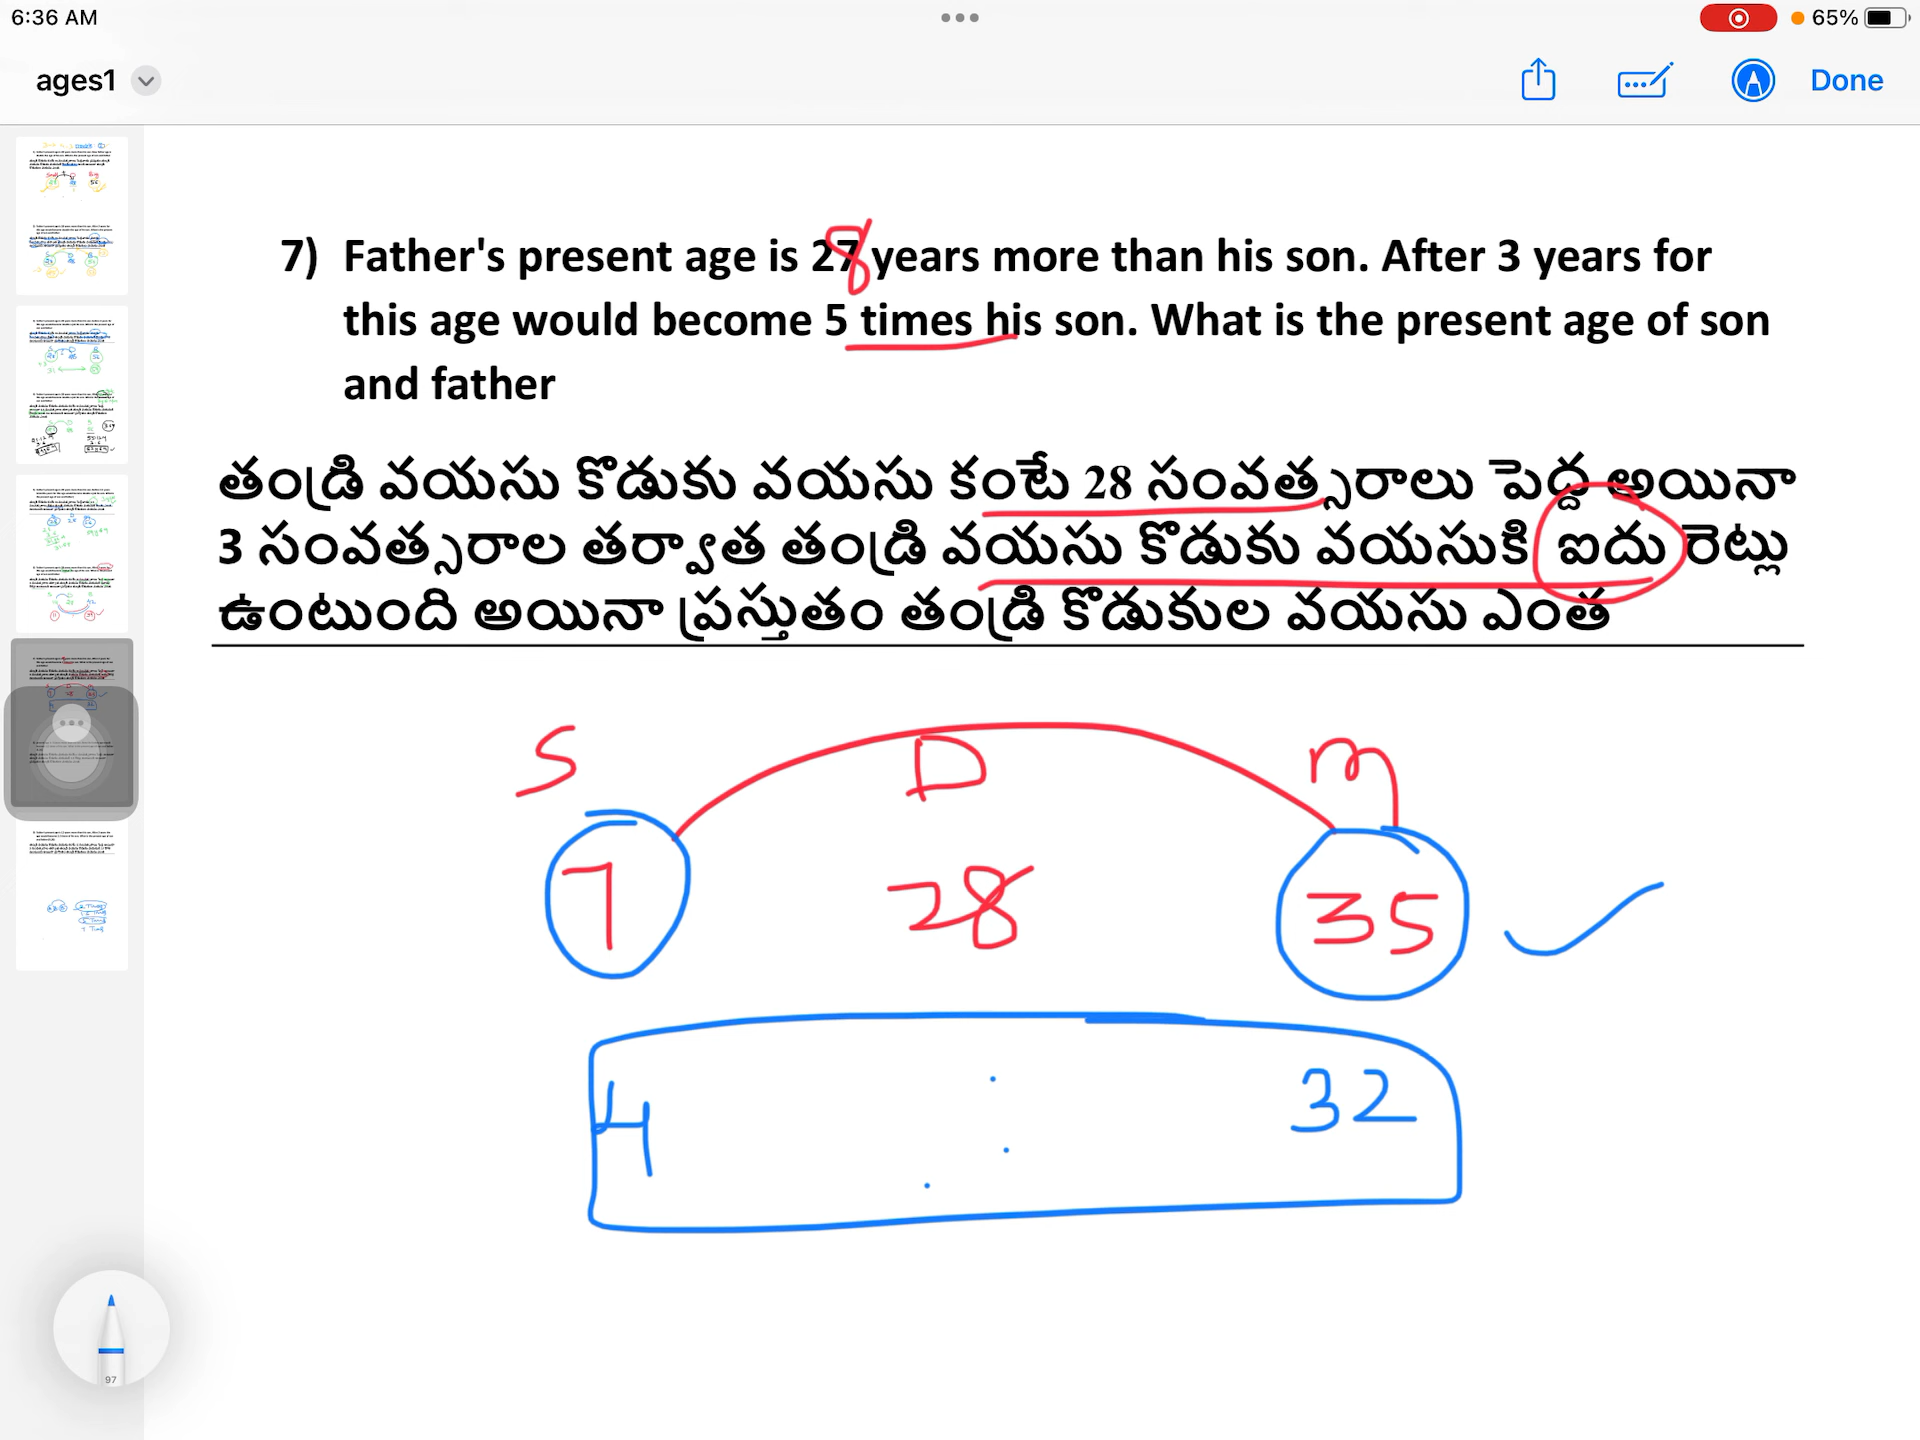 6:36 AM
65%
ages1
Done
7) Father's present age is 278 years more than his son. After 3 years for
this age would become 5 times his son. What is the present age of son
and father
తండ్రి వయసు కొడుకు వయసు కంటే 28 సంవత్సరాలు పెద్ద అయినా
3 సంవత్సరాల తర్వాత తండ్రి వయసు కొడుకు వయసుకి ఐదు రెట్లు
ఉంటుంది అయినా ప్రస్తుతం తండ్రి కొడుకుల వయసు ఎంత
S D m
7 28 35
4 32
97